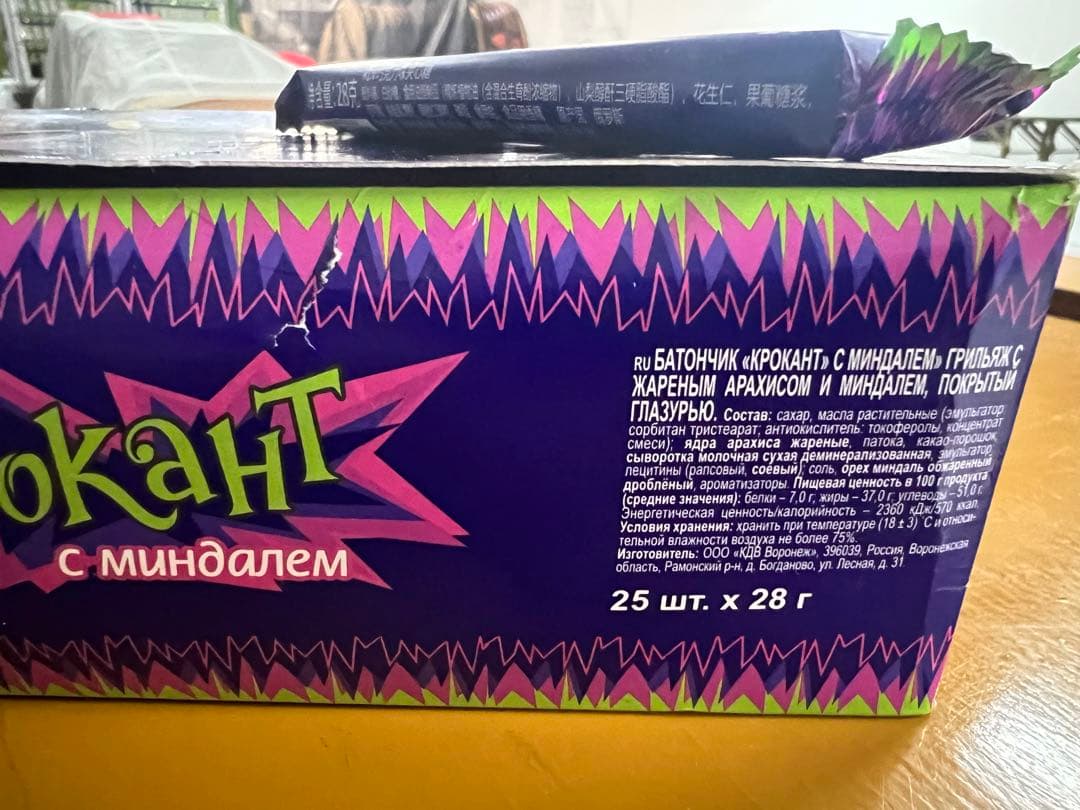 28克
(含混合生育酚浓缩物)、山梨醇酐三硬脂酸酯)、花生仁、果葡糖浆、
俄罗斯
окант
с миндалем
RU БАТОНЧИК «КРОКАНТ» С МИНДАЛЕМ» ГРИЛЬЯЖ С
ЖАРЕНЫМ АРАХИСОМ И МИНДАЛЕМ, ПОКРЫТЫЙ
ГЛАЗУРЬЮ. Состав: сахар, масла растительные (эмульгатор
сорбитан тристеарат, антиокислитель: токоферолы, концентрат
смеси); ядра арахиса жареные, патока, какао-порошок,
сыворотка молочная сухая деминерализованная, эмульгатор
лецитины (рапсовый, соевый); соль, орех миндаль обжаренный
дроблёный, ароматизаторы. Пищевая ценность в 100 г продукта
(средние значения): белки – 7,0 г; жиры – 37,0 г; углеводы – 51,0 г.
Энергетическая ценность/калорийность – 2360 кДж/570 ккал.
Условия хранения: хранить при температуре (18 ± 3) °С и относи-
тельной влажности воздуха не более 75%.
Изготовитель: ООО «КДВ Воронеж», 396039, Россия, Воронежская
область, Рамонский р-н, д. Богданово, ул. Лесная, д. 31.
25 шт. х 28 г